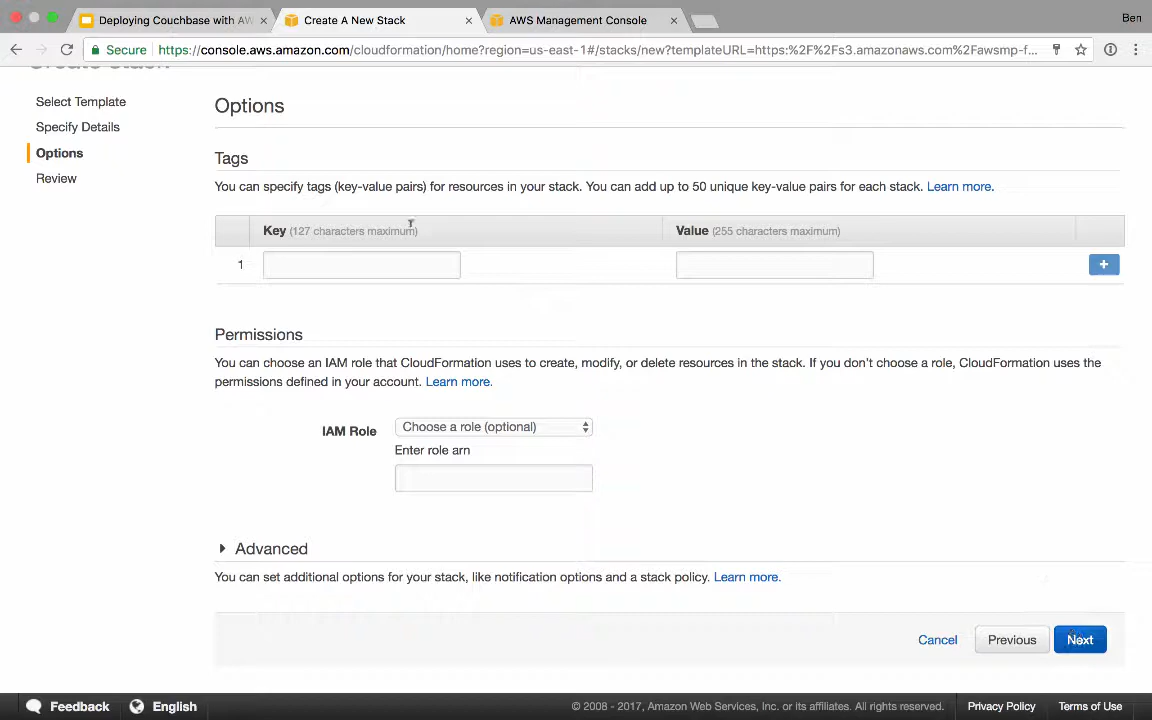 Deploying Couchbase with AW
Create A New Stack
AWS Management Console
Ben
Secure
https://console.aws.amazon.com/cloudformation/home?region=us-east-1#/stacks/new?templateURL=https:%2F%2Fs3.amazonaws.com%2Fawsmp-f...
Create Stack
Select Template
Specify Details
Options
Review
Options
Tags
You can specify tags (key-value pairs) for resources in your stack. You can add up to 50 unique key-value pairs for each stack. Learn more.
Key (127 characters maximum)
Value (255 characters maximum)
1
+
Permissions
You can choose an IAM role that CloudFormation uses to create, modify, or delete resources in the stack. If you don't choose a role, CloudFormation uses the
permissions defined in your account. Learn more.
IAM Role
Choose a role (optional)
Enter role arn
Advanced
You can set additional options for your stack, like notification options and a stack policy. Learn more.
Cancel
Previous
Next
Feedback
English
© 2008 - 2017, Amazon Web Services, Inc. or its affiliates. All rights reserved.
Privacy Policy
Terms of Use